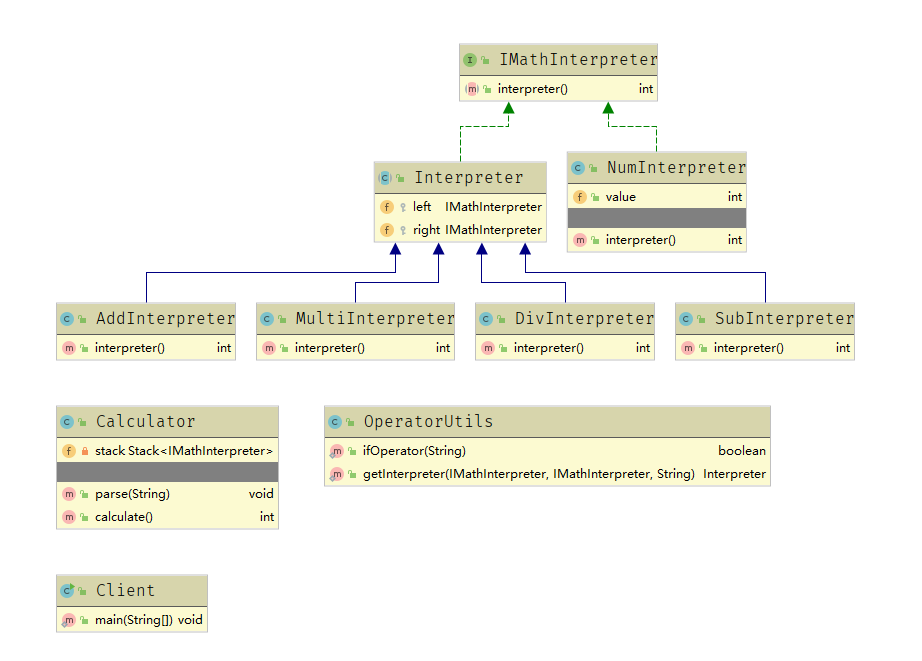 IMathInterpreter
interpreter() int
Interpreter
left IMathInterpreter
right IMathInterpreter
NumInterpreter
value int
interpreter() int
AddInterpreter
interpreter() int
MultiInterpreter
interpreter() int
DivInterpreter
interpreter() int
SubInterpreter
interpreter() int
Calculator
stack Stack<IMathInterpreter>
parse(String) void
calculate() int
OperatorUtils
ifOperator(String) boolean
getInterpreter(IMathInterpreter, IMathInterpreter, String) Interpreter
Client
main(String[]) void